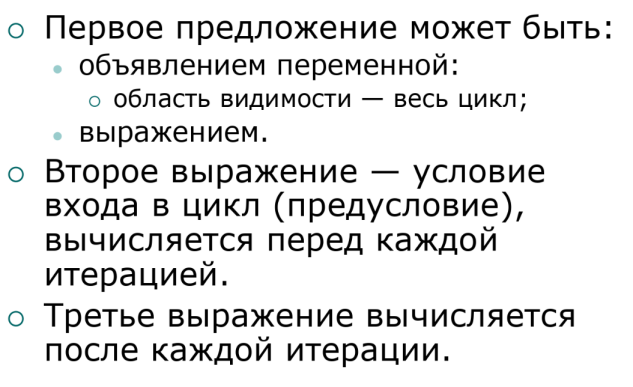 Первое предложение может быть:
объявлением переменной:
область видимости — весь цикл;
выражением.
Второе выражение — условие
входа в цикл (предусловие),
вычисляется перед каждой
итерацией.
Третье выражение вычисляется
после каждой итерации.